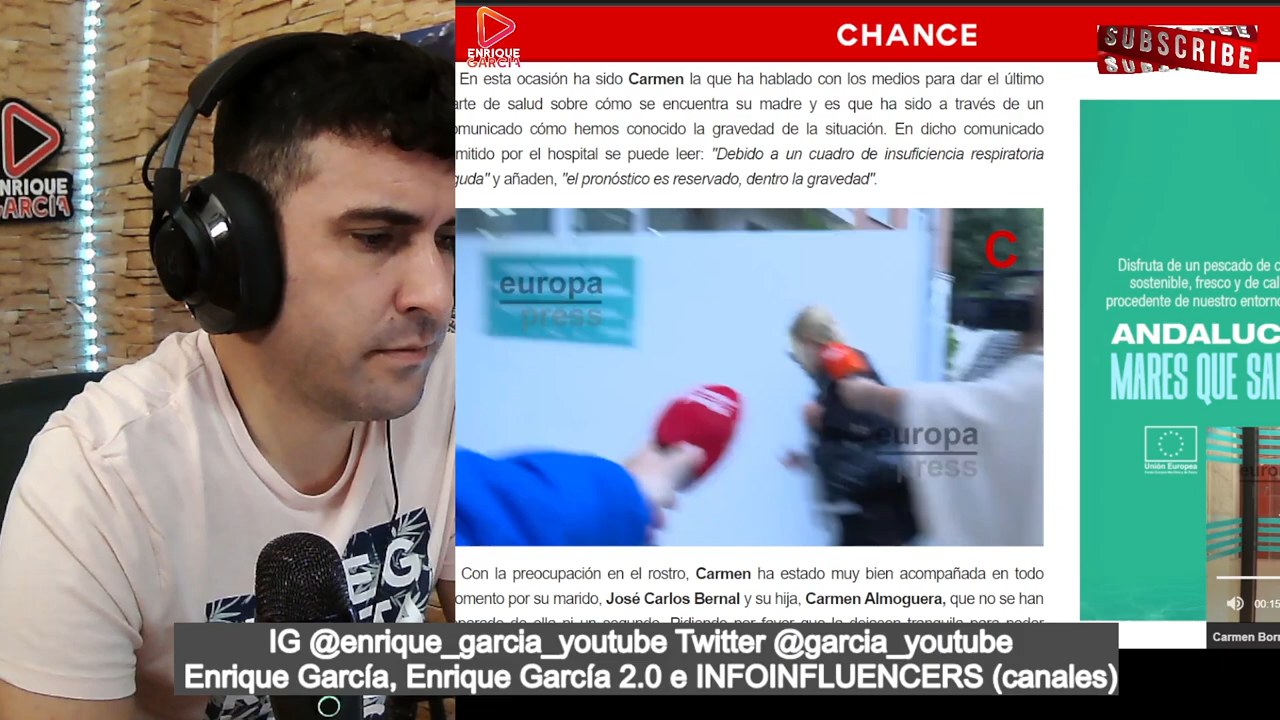 ENRIQUE
GARCÍA
CHANCE
SUBSCRIBE
En esta ocasión ha sido Carmen la que ha hablado con los medios para dar el último
arte de salud sobre cómo se encuentra su madre y es que ha sido a través de un
omunicado cómo hemos conocido la gravedad de la situación. En dicho comunicado
mitido por el hospital se puede leer: "Debido a un cuadro de insuficiencia respiratoria
guda" y añaden, "el pronóstico es reservado, dentro la gravedad".
NRIQUE
GARCÍA
europa
press
C
europa
press
Disfruta de un pescado de c
sostenible, fresco y de cal
procedente de nuestro entorno
ANDALUC
MARES QUE SA
Unión Europea
00:15
Carmen Bor
Con la preocupación en el rostro, Carmen ha estado muy bien acompañada en todo
omento por su marido, José Carlos Bernal y su hija, Carmen Almoguera, que no se han
IG @enrique_garcia_youtube Twitter @garcia_youtube
Enrique García, Enrique García 2.0 e INFOINFLUENCERS (canales)